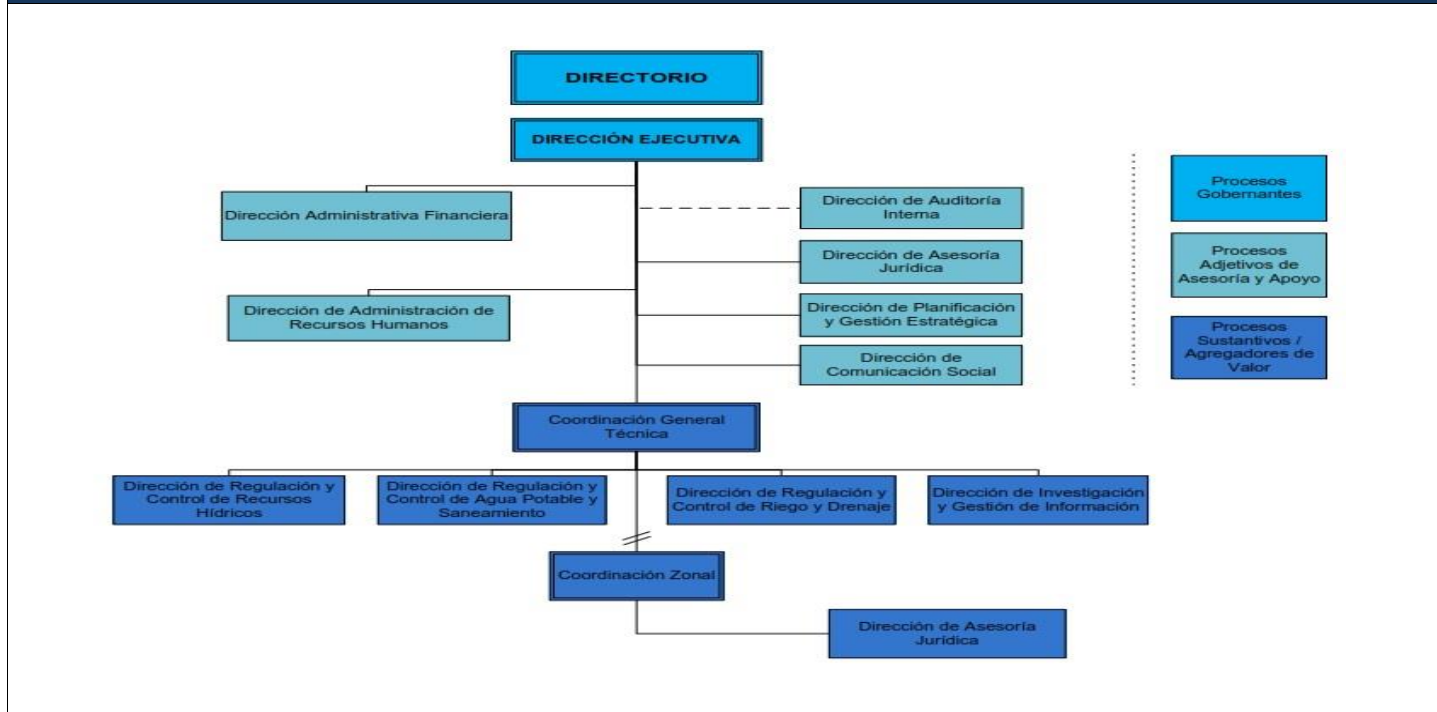 DIRECTORIO
DIRECCIÓN EJECUTIVA
Dirección Administrativa Financiera
Dirección de Administración de
Recursos Humanos
Dirección de Auditoría
Interna
Dirección de Asesoría
Jurídica
Dirección de Planificación
y Gestión Estratégica
Dirección de
Comunicación Social
Procesos
Gobernantes
Procesos
Adjetivos de
Asesoría y Apoyo
Procesos
Sustantivos /
Agregadores de
Valor
Coordinación General
Técnica
Dirección de Regulación y
Control de Recursos
Hídricos
Dirección de Regulación y
Control de Agua Potable y
Saneamiento
Dirección de Regulación y
Control de Riego y Drenaje
Dirección de Investigación
y Gestión de Información
Coordinación Zonal
Dirección de Asesoría
Jurídica